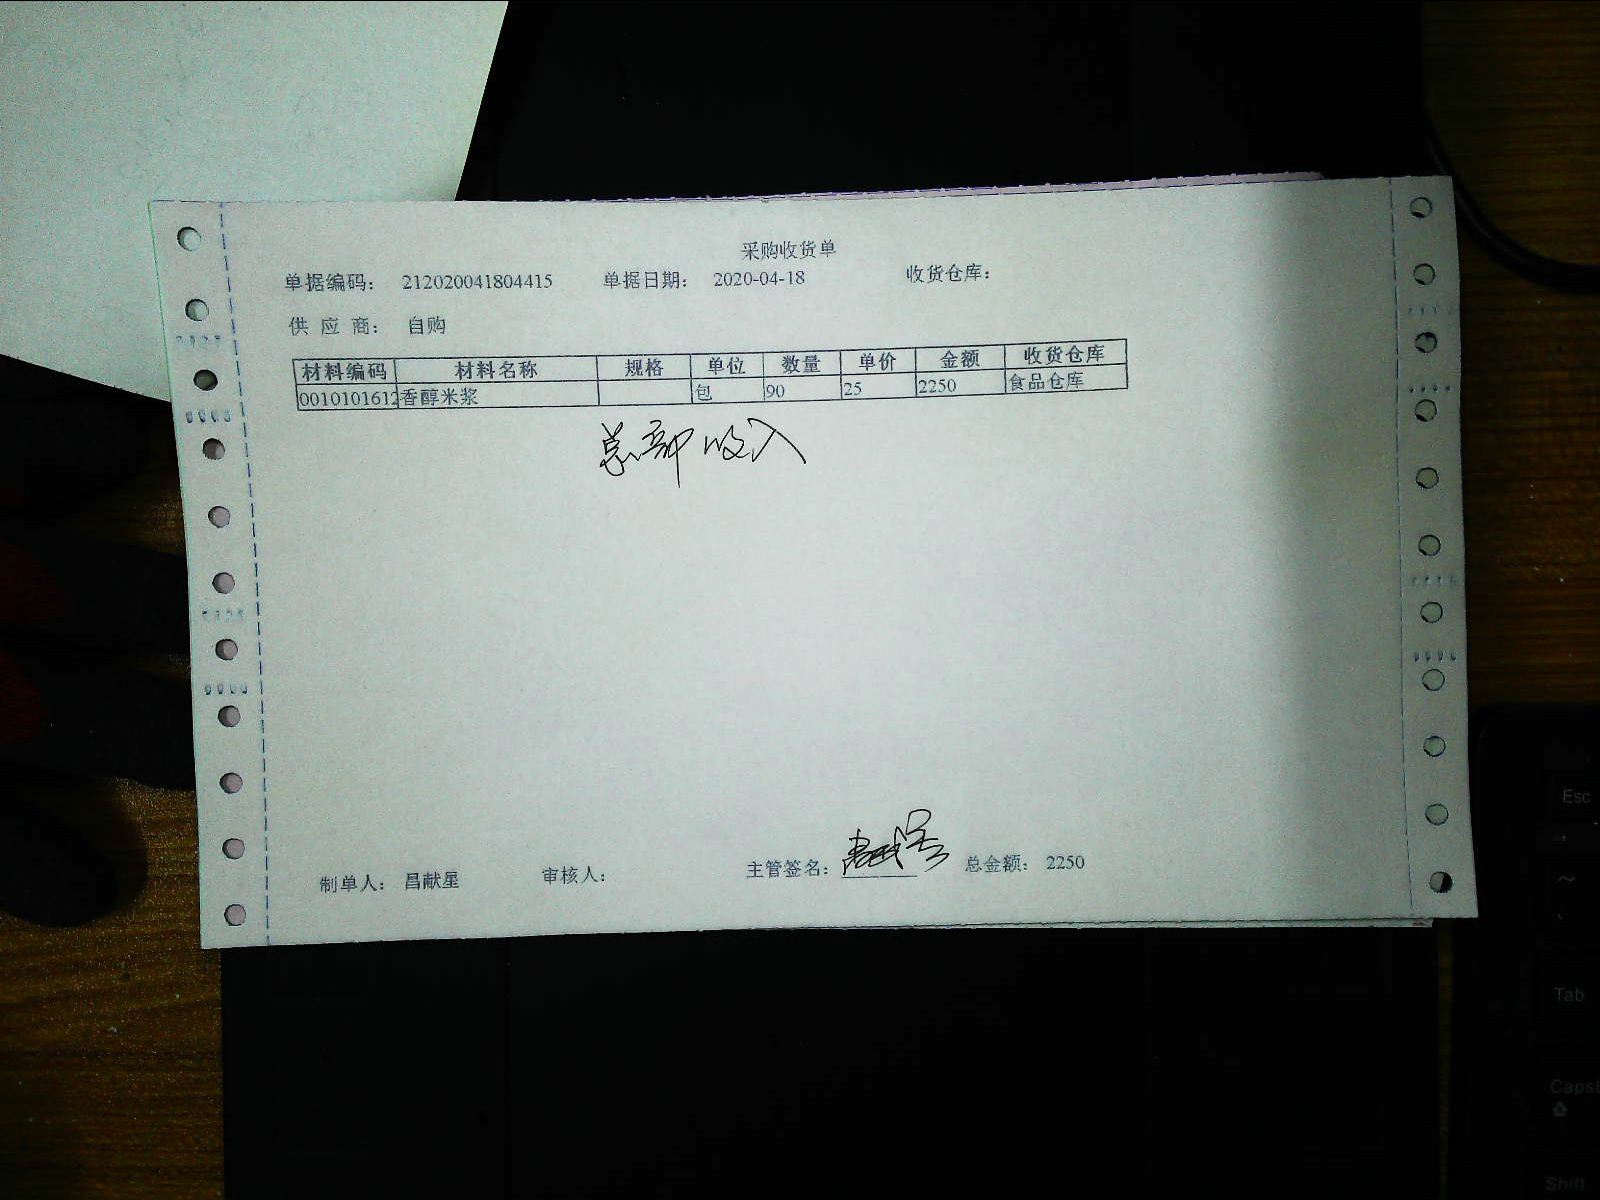 采购收货单
单据编码: 212020041804415 单据日期: 2020-04-18 收货仓库:
供 应 商: 自购
材料编码 材料名称 规格 单位 数量 单价 金额 收货仓库
0010101612 香醇米浆 包 90 25 2250 食品仓库
总部收入
制单人: 昌献星 审核人: 主管签名: 总金额: 2250
Esc
~
Tab
Caps
Shift